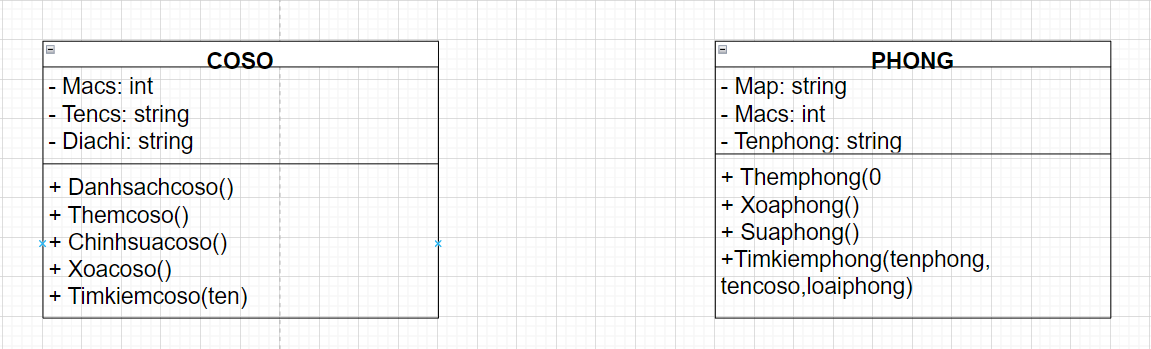 COSO
- Macs: int
- Tencs: string
- Diachi: string
+ Danhsachcoso()
+ Themcoso()
+ Chinhsuacoso()
+ Xoacoso()
+ Timkiemcoso(ten)
PHONG
- Map: string
- Macs: int
- Tenphong: string
+ Themphong(0
+ Xoaphong()
+ Suaphong()
+Timkiemphong(tenphong,
tencoso,loaiphong)